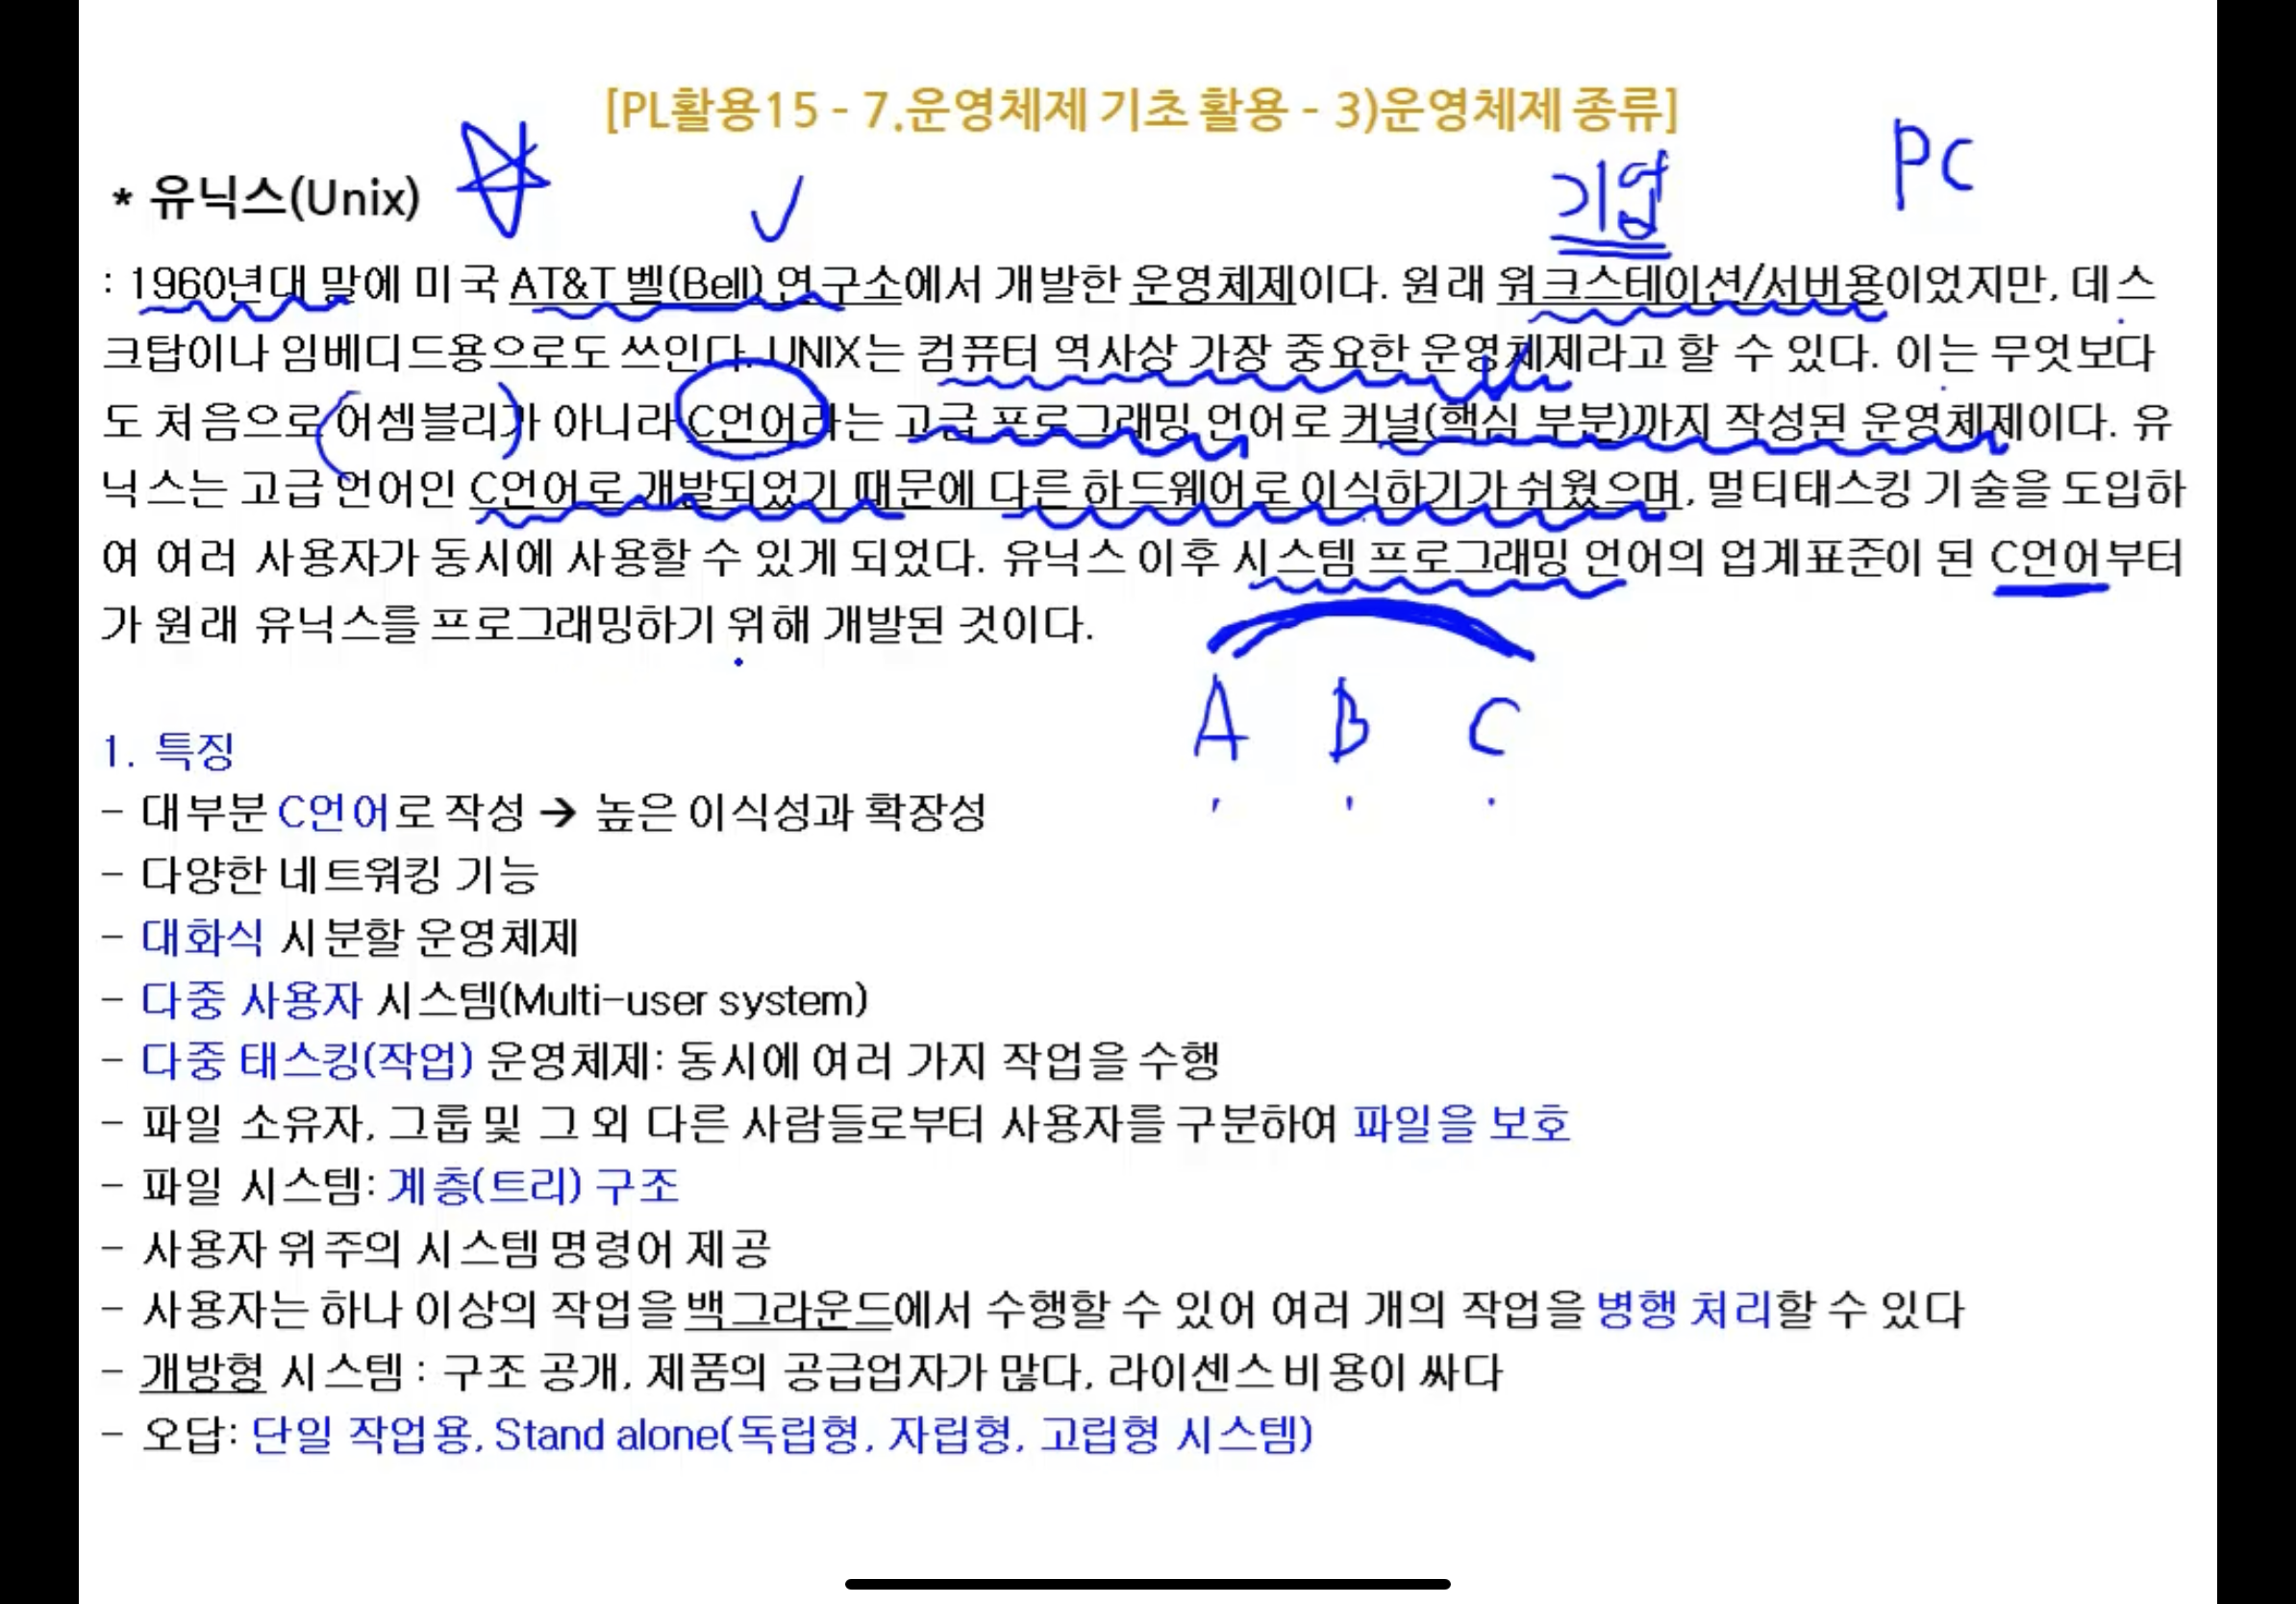 [PL활용15 - 7.운영체제 기초 활용 - 3)운영체제 종류]
PC
기업
* 유닉스(Unix)
: 1960년대 말에 미국 AT&T 벨(Bell) 연구소에서 개발한 운영체제이다. 원래 워크스테이션/서버용이었지만, 데스
크탑이나 임베디드용으로도 쓰인다. UNIX는 컴퓨터 역사상 가장 중요한 운영체제라고 할 수 있다. 이는 무엇보다
도 처음으로 어셈블리가 아니라 C언어라는 고급 프로그래밍 언어로 커널(핵심 부분)까지 작성된 운영체제이다. 유
닉스는 고급 언어인 C언어로 개발되었기 때문에 다른 하드웨어로 이식하기가 쉬웠으며, 멀티태스킹 기술을 도입하
여 여러 사용자가 동시에 사용할 수 있게 되었다. 유닉스 이후 시스템 프로그래밍 언어의 업계표준이 된 C언어부터
가 원래 유닉스를 프로그래밍하기 위해 개발된 것이다.
A B C
1. 특징
- 대부분 C언어로 작성 → 높은 이식성과 확장성
- 다양한 네트워킹 기능
- 대화식 시분할 운영체제
- 다중 사용자 시스템(Multi-user system)
- 다중 태스킹(작업) 운영체제: 동시에 여러 가지 작업을 수행
- 파일 소유자, 그룹 및 그 외 다른 사람들로부터 사용자를 구분하여 파일을 보호
- 파일 시스템: 계층(트리) 구조
- 사용자 위주의 시스템 명령어 제공
- 사용자는 하나 이상의 작업을 백그라운드에서 수행할 수 있어 여러 개의 작업을 병행 처리할 수 있다
- 개방형 시스템 : 구조 공개, 제품의 공급업자가 많다, 라이센스 비용이 싸다
- 오답: 단일 작업용, Stand alone(독립형, 자립형, 고립형 시스템)